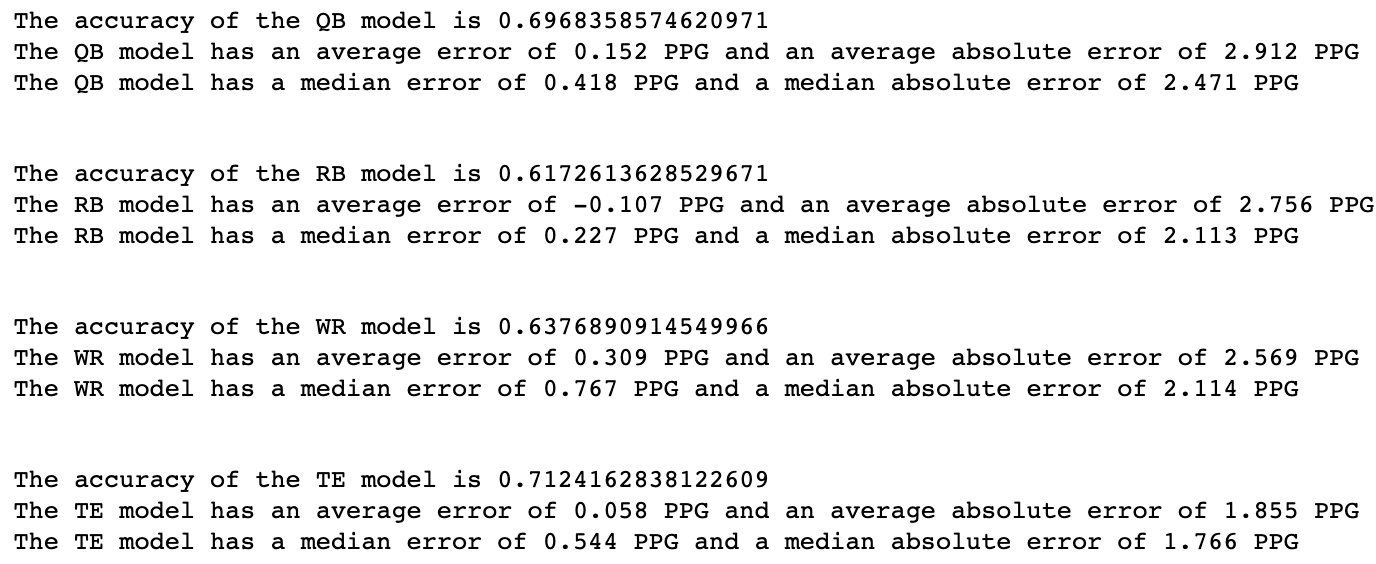 The accuracy of the QB model is 0.6968358574620971
The QB model has an average error of 0.152 PPG and an average absolute error of 2.912 PPG
The QB model has a median error of 0.418 PPG and a median absolute error of 2.471 PPG
The accuracy of the RB model is 0.6172613628529671
The RB model has an average error of -0.107 PPG and an average absolute error of 2.756 PPG
The RB model has a median error of 0.227 PPG and a median absolute error of 2.113 PPG
The accuracy of the WR model is 0.6376890914549966
The WR model has an average error of 0.309 PPG and an average absolute error of 2.569 PPG
The WR model has a median error of 0.767 PPG and a median absolute error of 2.114 PPG
The accuracy of the TE model is 0.7124162838122609
The TE model has an average error of 0.058 PPG and an average absolute error of 1.855 PPG
The TE model has a median error of 0.544 PPG and a median absolute error of 1.766 PPG